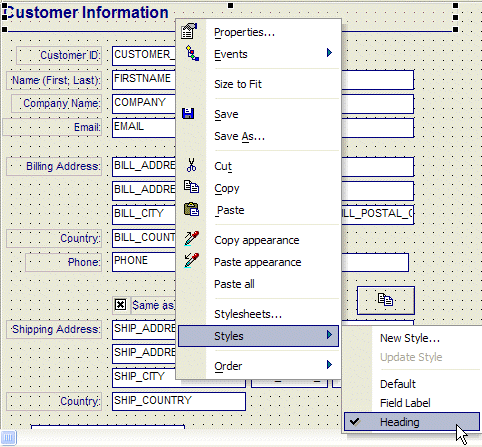 Customer Information
Customer ID: CUSTOMER_
Name (First; Last): FIRSTNAME
Company Name: COMPANY
Email: EMAIL
Billing Address: BILL_ADDRE
BILL_ADDRE
BILL_CITY BILL_POSTAL_C
Country: BILL_COUNT
Phone: PHONE
Same as
Shipping Address: SHIP_ADDRE
SHIP_ADDRE
SHIP_CITY
Country: SHIP_COUNTRY
Properties...
Events
Size to Fit
Save
Save As...
Cut
Copy
Paste
Copy appearance
Paste appearance
Paste all
Stylesheets...
Styles
Order
New Style...
Update Style
Default
Field Label
Heading